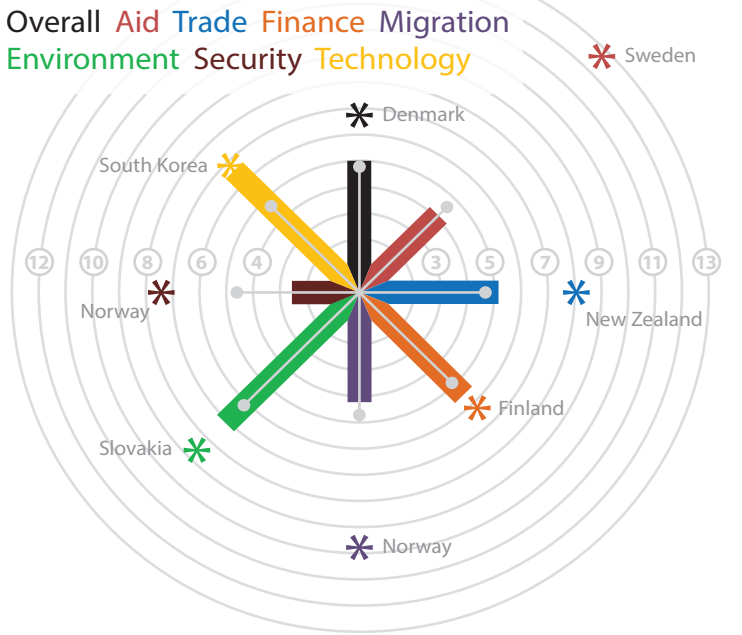 Overall Aid Trade Finance Migration
Environment Security Technology
Sweden
Denmark
South Korea
12 10 8 6 4 3 5 7 9 11 13
Norway
New Zealand
Finland
Slovakia
Norway